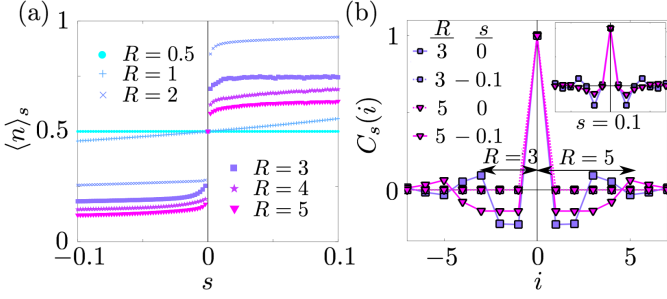 (a)
1
R = 0.5
R = 1
R = 2
⟨n⟩s
0.5
R = 3
R = 4
R = 5
0
−0.1
0
0.1
s
(b)
1
R s
3 0
3 −0.1
5 0
5 −0.1
Cs(i)
s = 0.1
R = 3
R = 5
0
−5
0
5
i